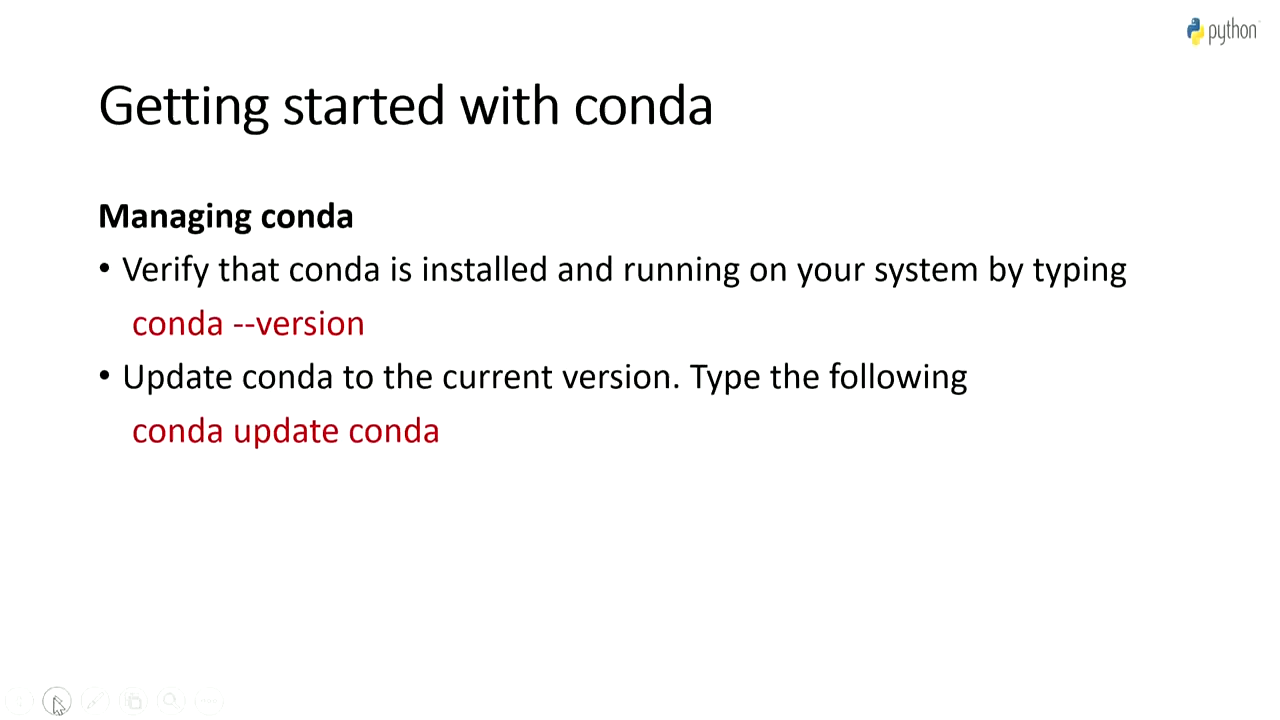 python
Getting started with conda
Managing conda
• Verify that conda is installed and running on your system by typing
conda --version
• Update conda to the current version. Type the following
conda update conda